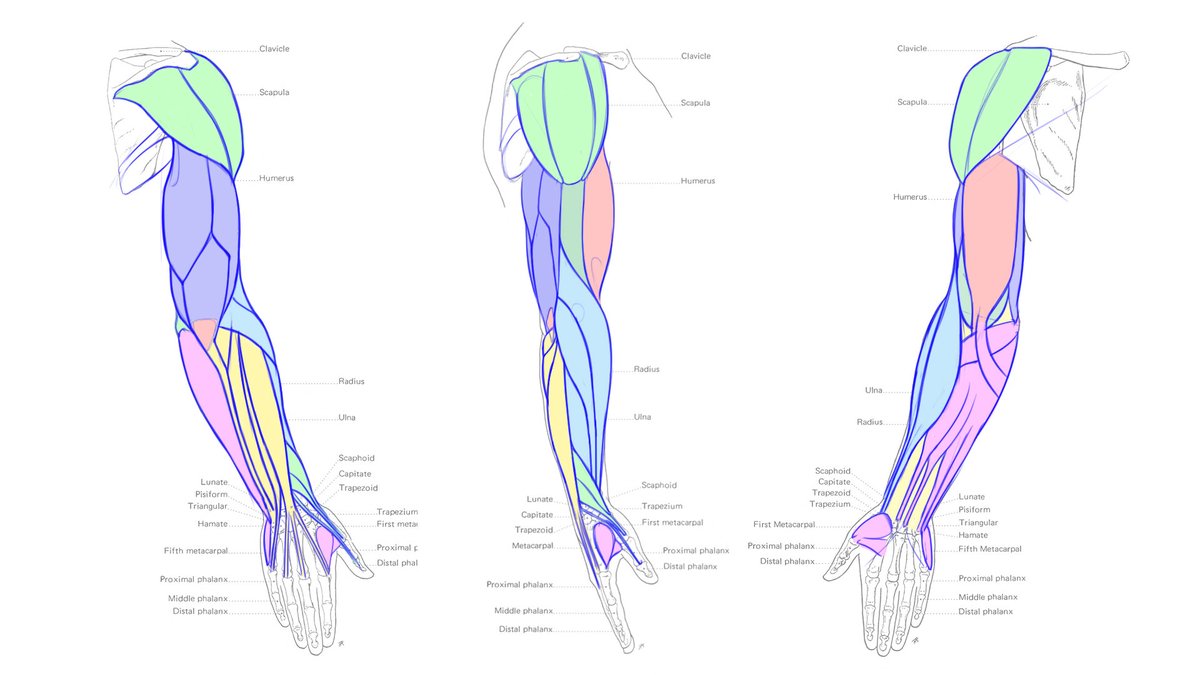 Clavicle
Scapula
Humerus
Radius
Ulna
Scaphoid
Capitate
Trapezoid
Trapezium
First metac
Proximal p
Distal phal
Lunate
Pisiform
Triangular
Hamate
Fifth metacarpal
Proximal phalanx
Middle phalanx
Distal phalanx
Clavicle
Scapula
Humerus
Radius
Ulna
Scaphoid
Trapezium
First metacarpal
Proximal phalanx
Distal phalanx
Lunate
Capitate
Trapezoid
Metacarpal
Proximal phalanx
Middle phalanx
Distal phalanx
Clavicle
Scapula
Humerus
Ulna
Radius
Scaphoid
Capitate
Trapezoid
Trapezium
First Metacarpal
Proximal phalanx
Distal phalanx
Lunate
Pisiform
Triangular
Hamate
Fifth Metacarpal
Proximal phalanx
Middle phalanx
Distal phalanx